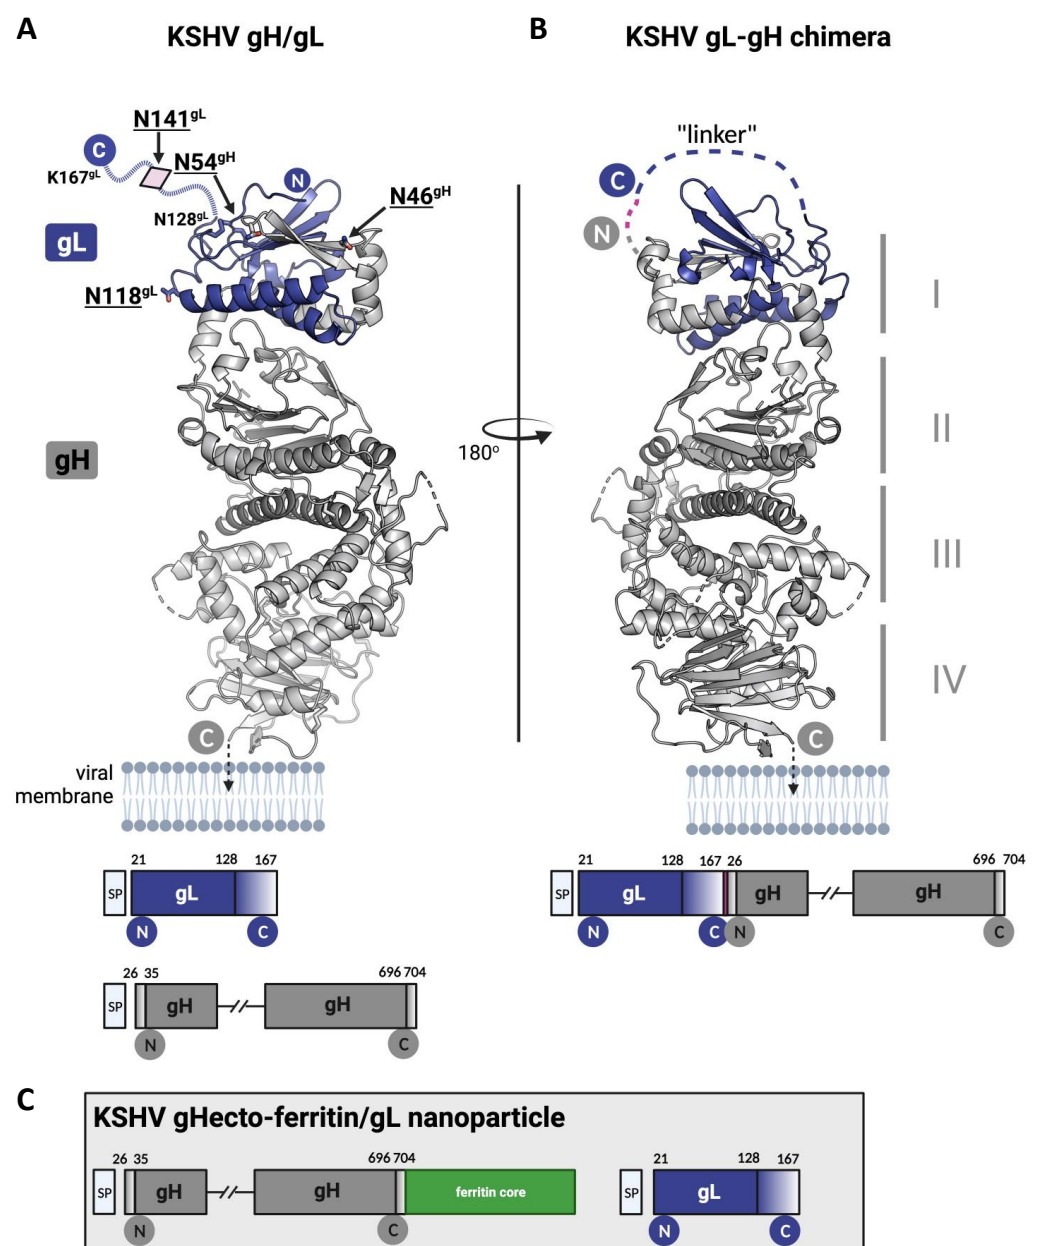 A
KSHV gH/gL
B
KSHV gL-gH chimera
N141gL
C
K167gL
N54gH
N
N46gH
N128gL
gL
N118gL
"linker"
C
N
I
II
III
IV
gH
180o
C
C
viral
membrane
21 128 167
SP gL
N C
26 35 696 704
SP gH gH
N C
21 128 167 26 696 704
SP gL gH gH
N C N C
C
KSHV gHecto-ferritin/gL nanoparticle
26 35 696 704
SP gH gH ferritin core
N C
21 128 167
SP gL
N C